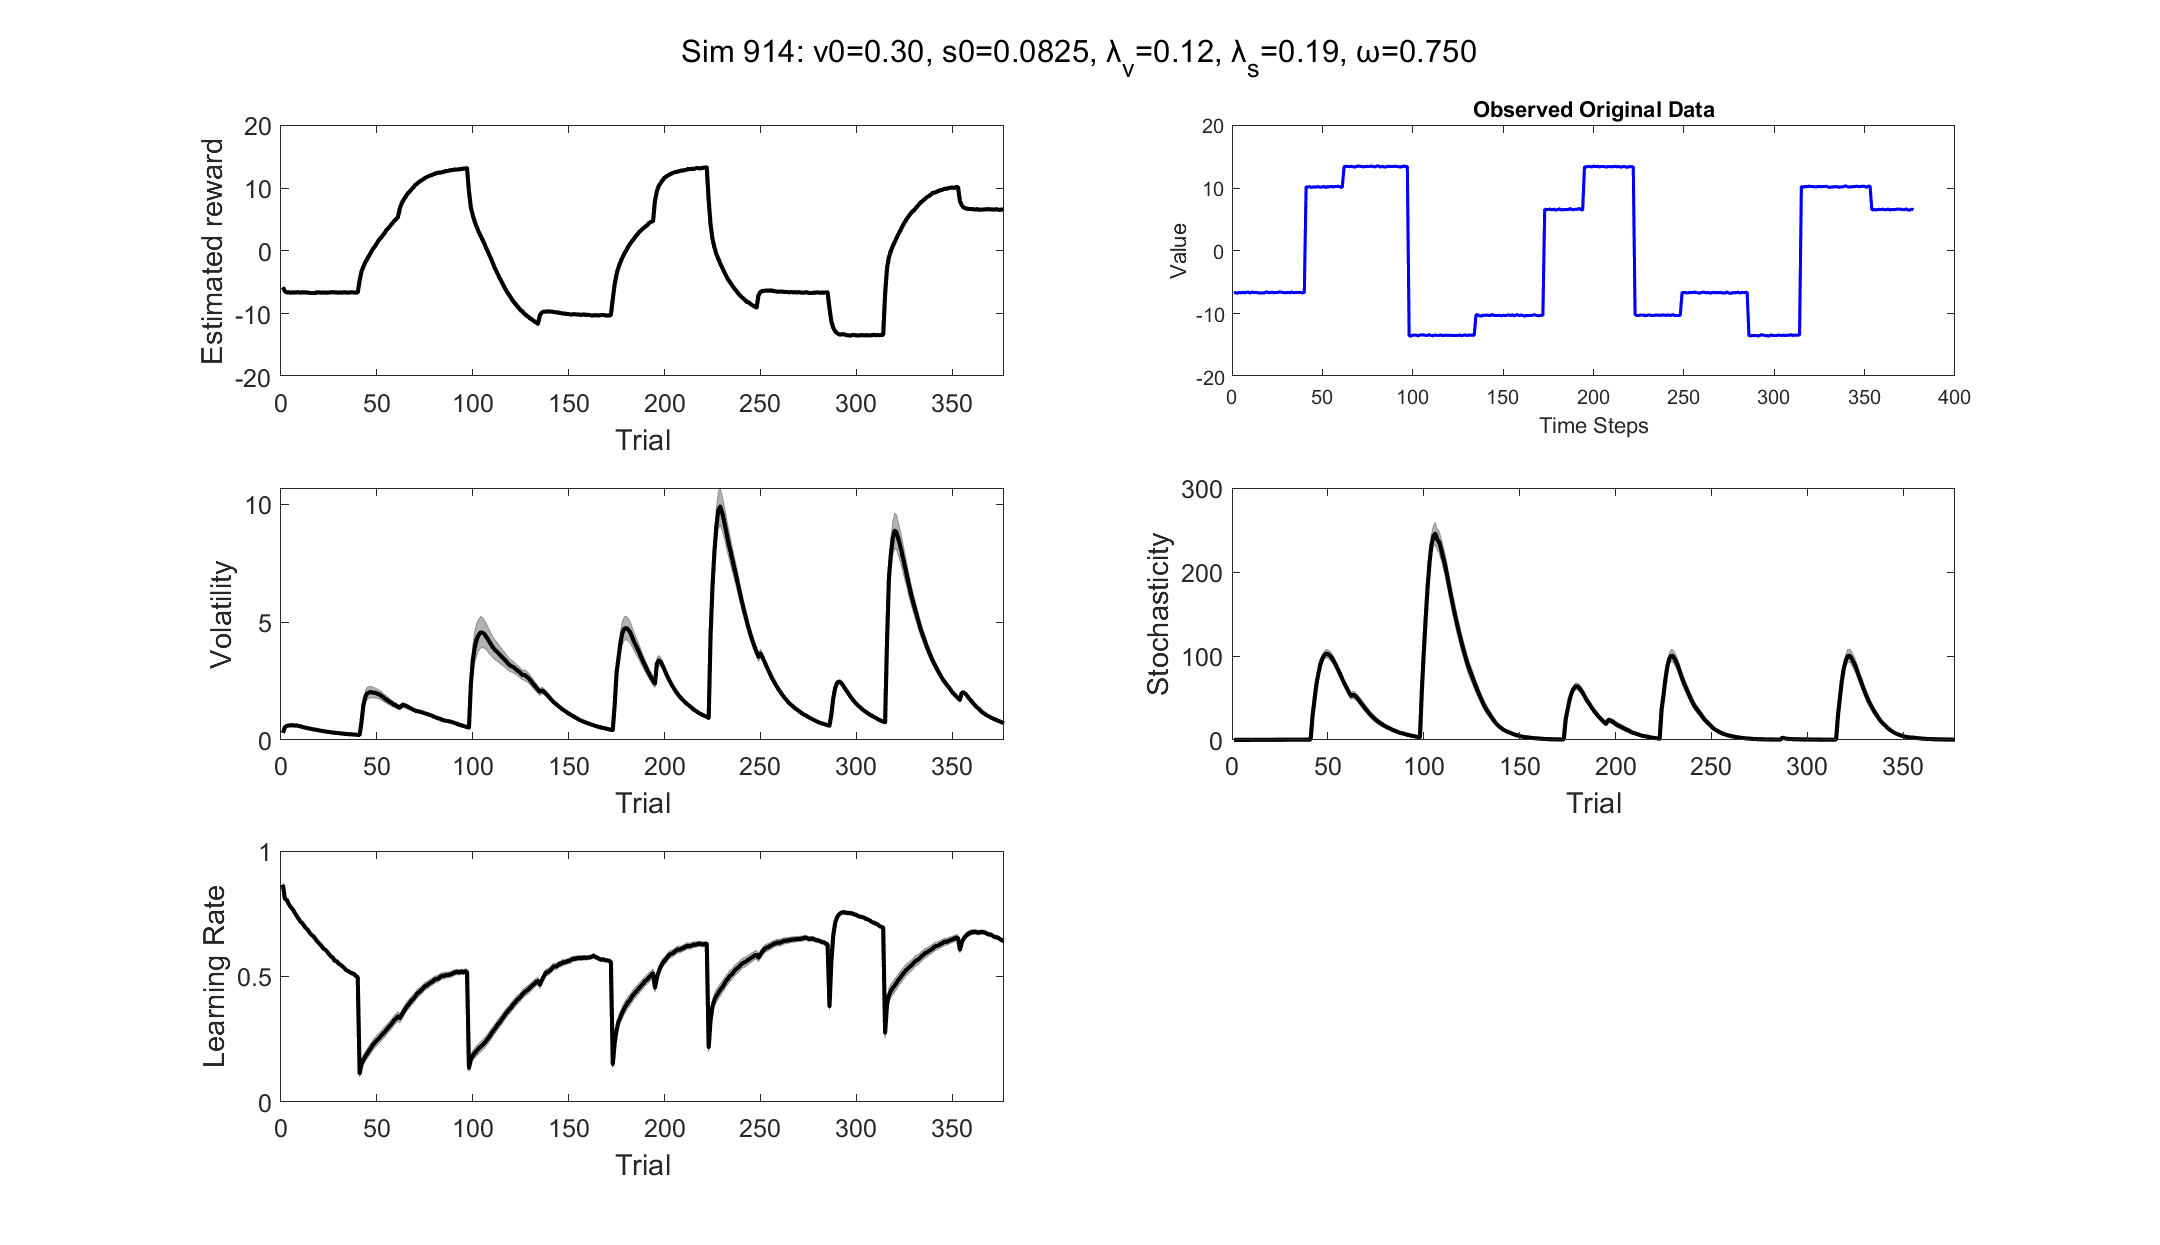 Sim 914: v0=0.30, s0=0.0825, λ_v=0.12, λ_s=0.19, ω=0.750
Estimated reward
20
10
0
-10
-20
0 50 100 150 200 250 300 350
Trial
Observed Original Data
Value
20
10
0
-10
-20
0 50 100 150 200 250 300 350 400
Time Steps
Volatility
10
5
0
0 50 100 150 200 250 300 350
Trial
Stochasticity
300
200
100
0
0 50 100 150 200 250 300 350
Trial
Learning Rate
1
0.5
0
0 50 100 150 200 250 300 350
Trial